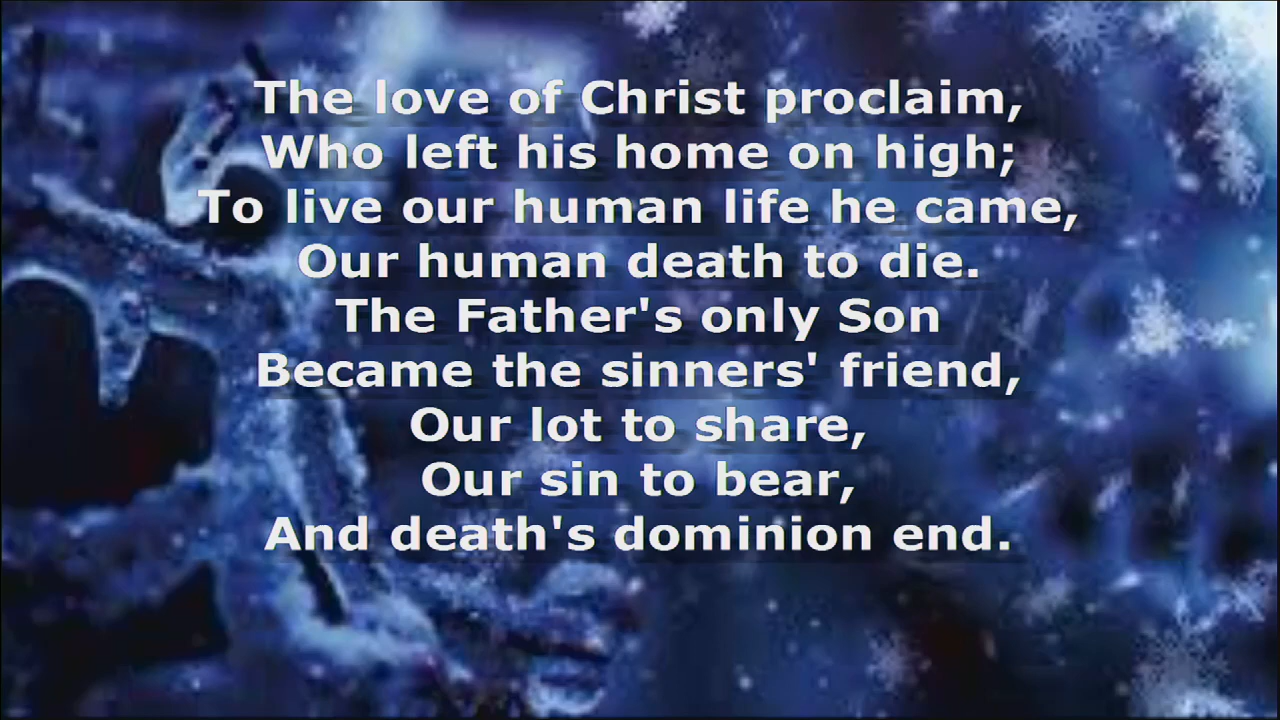 The love of Christ proclaim,
Who left his home on high;
To live our human life he came,
Our human death to die.
The Father's only Son
Became the sinners' friend,
Our lot to share,
Our sin to bear,
And death's dominion end.